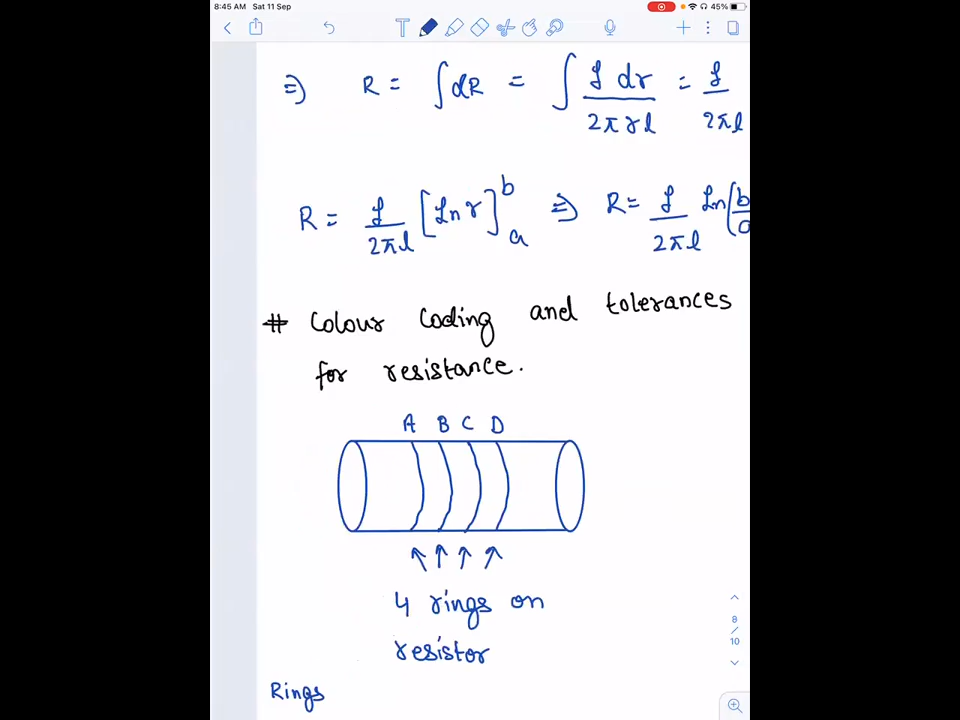 8:45 AM Sat 11 Sep 45%
⇒ R = ∫dR = ∫ ρ dr / 2πrl = ρ / 2πl
R = ρ / 2πl [ln r]ᵇₐ ⇒ R = ρ / 2πl ln(b/a
# Colour Coding and tolerances
for resistance.
A B C D
4 rings on
resistor
Rings
8 / 10